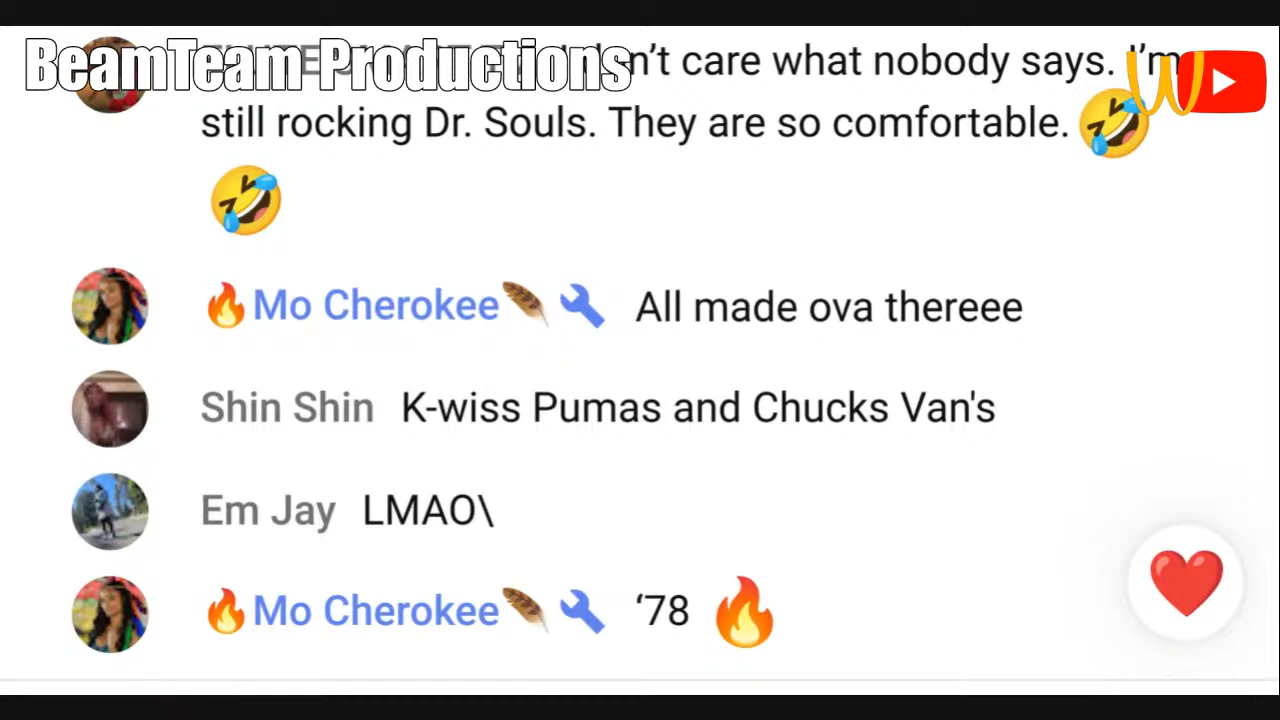 BeamTeam Productions
n't care what nobody says. I'm
still rocking Dr. Souls. They are so comfortable. 🤣
🤣
🔥Mo Cherokee🪶🔧 All made ova thereee
Shin Shin K-wiss Pumas and Chucks Van's
Em Jay LMAO\
🔥Mo Cherokee🪶🔧 ‘78 🔥